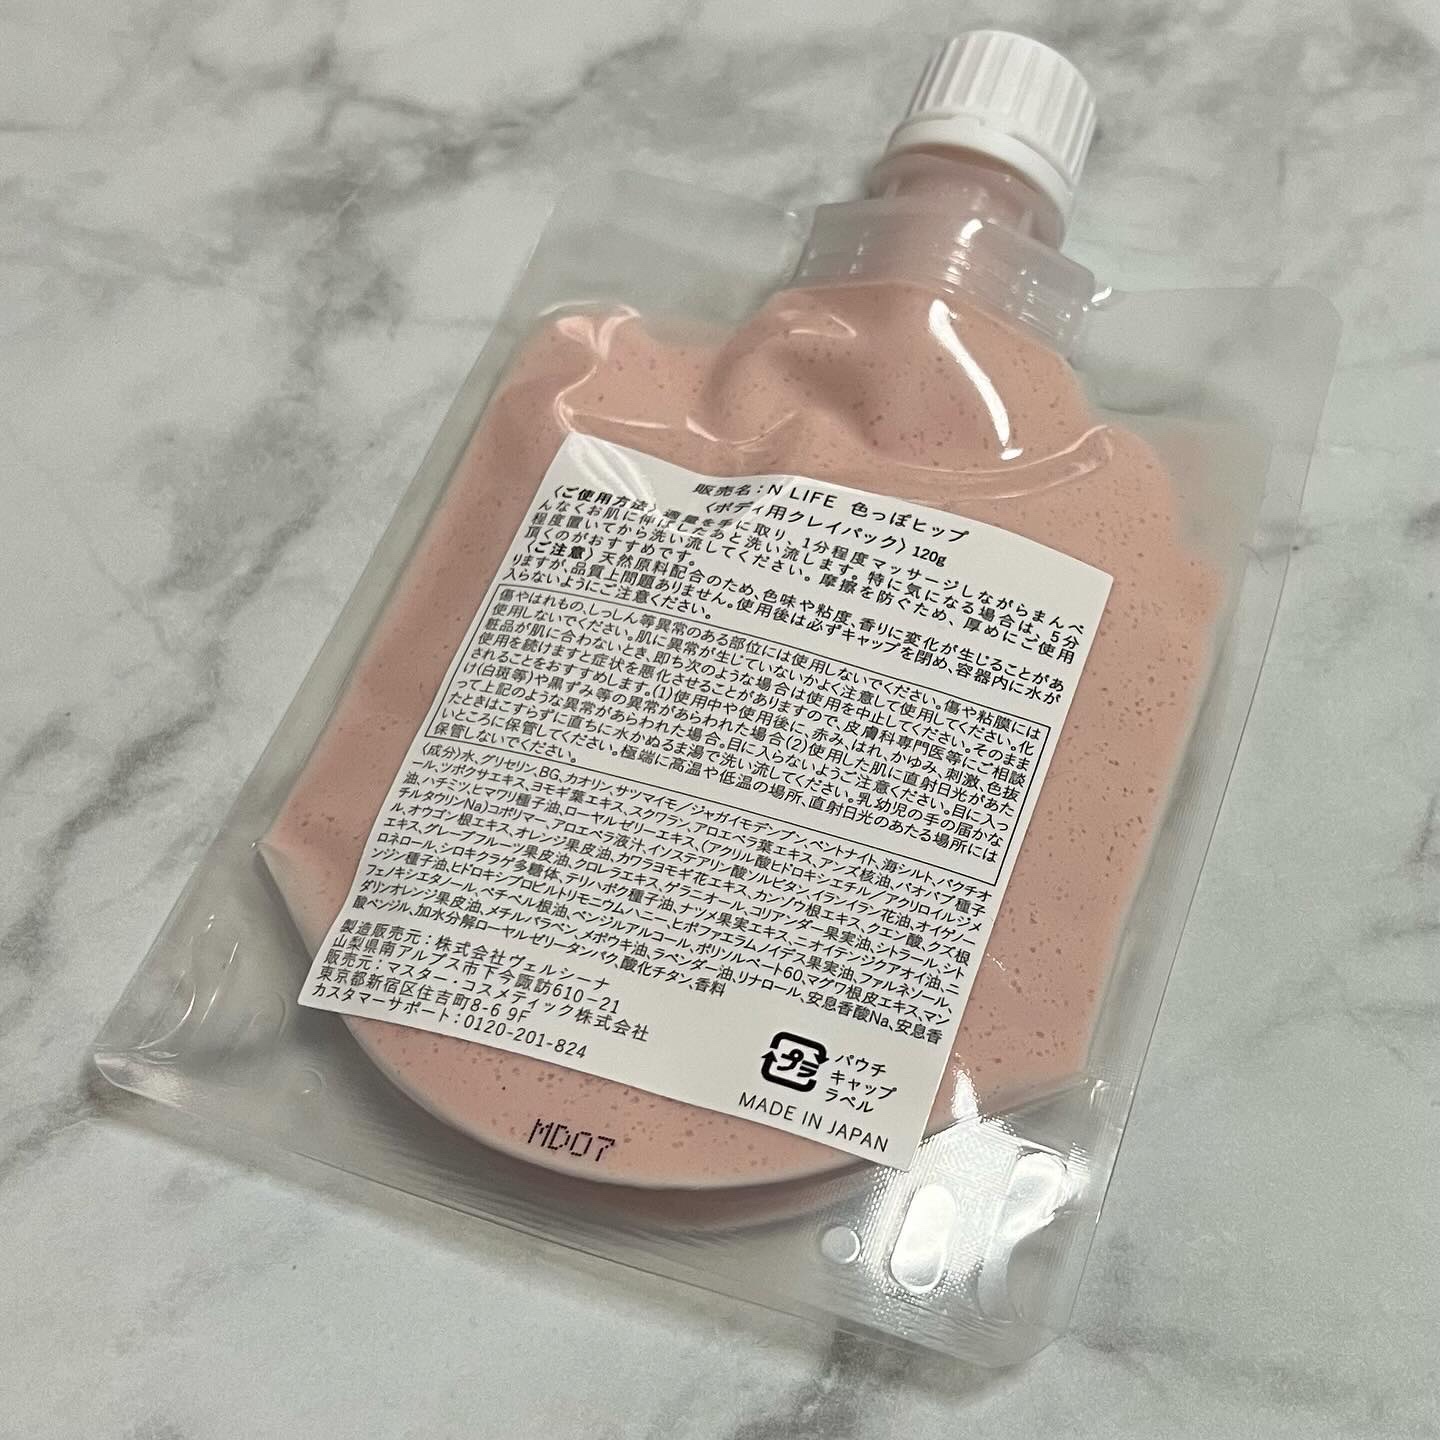 販売名：N LIFE 色っぽヒップ
〈ボディ用クレイパック〉120g
〈ご使用方法〉適量を手に取り、1分程度マッサージしながらまんべ
んなくお肌に伸ばしたあと洗い流します。特に気になる場合は、5分
程度置いてから洗い流してください。摩擦を防ぐため、厚めにご使用
頂くのがおすすめです。
〈ご注意〉天然原料配合のため、色味や粘度、香りに変化が生じることがあ
りますが、品質上問題ありません。使用後は必ずキャップを閉め、容器内に水が
入らないようにご注意ください。
傷やはれもの、しっしん等異常のある部位には使用しないでください。傷や粘膜には
使用しないでください。肌に異常が生じていないかよく注意して使用してください。化
粧品が肌に合わないとき、即ち次のような場合は使用を中止してください。そのまま
使用を続けますと症状を悪化させることがありますので、皮膚科専門医等にご相談
されることをおすすめします。(1)使用中や使用後に、赤み、はれ、かゆみ、刺激、色抜
け(白斑等)や黒ずみ等の異常があらわれた場合(2)使用した肌に直射日光があた
って上記のような異常があらわれた場合。目に入らないようご注意ください。目に入っ
たときはこすらずに直ちに水かぬるま湯で洗い流してください。乳幼児の手の届かな
いところに保管してください。極端に高温や低温の場所、直射日光のあたる場所には
保管しないでください。
〈成分〉水、グリセリン、BG、カオリン、サツマイモ/ジャガイモデンプン、ベントナイト、海シルト、バクチオ
ール、ツボクサエキス、ヨモギ葉エキス、スクワラン、アロエベラ葉エキス、アンズ核油、バオバブ種子
油、ハチミツ、ヒマワリ種子油、ローヤルゼリーエキス、(アクリル酸ヒドロキシエチル/アクリロイルジメ
チルタウリンNa)コポリマー、アロエベラ液汁、イソステアリン酸ソルビタン、イランイラン花油、オイゲノー
ル、オウゴン根エキス、オレンジ果皮油、カワラヨモギ花エキス、カンゾウ根エキス、クエン酸、クズ根
エキス、グレープフルーツ果皮油、クロレラエキス、ゲラニオール、コリアンダー果実油、シトラール、シト
ロネロール、シロキクラゲ多糖体、テリハボク種子油、ナツメ果実エキス、ニオイテンジクアオイ油、ニ
ンジン種子油、ヒドロキシプロピルトリモニウムハニー、ヒポファエラムノイデス果実油、ファルネソール、
フェノキシエタノール、ベチベル根油、ベンジルアルコール、ポリソルベート60、マグワ根皮エキス、マン
ダリンオレンジ果皮油、メチルパラベン、メボウキ油、ラベンダー油、リナロール、安息香酸Na、安息香
酸ベンジル、加水分解ローヤルゼリータンパク、酸化チタン、香料
製造販売元：株式会社ヴェルシーナ
山梨県南アルプス市下今諏訪610-21
販売元：マスター・コスメティック株式会社
東京都新宿区住吉町8-6 9F
カスタマーサポート：0120-201-824
プラ
パウチ
キャップ
ラベル
MADE IN JAPAN
MD07